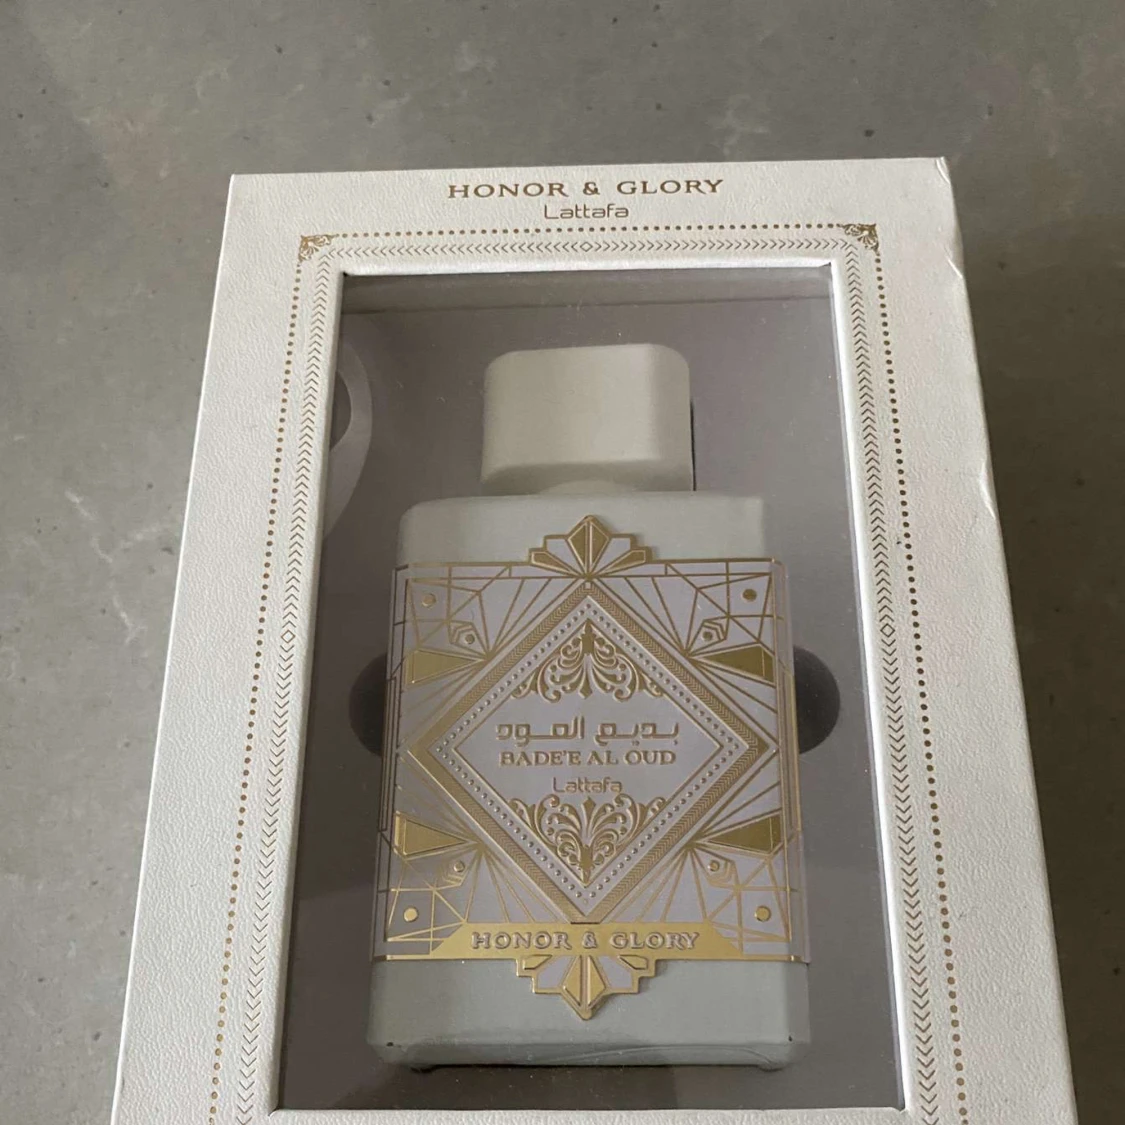 HONOR & GLORY
Lattafa
بديع العود
BADE'E AL OUD
Lattafa
HONOR & GLORY